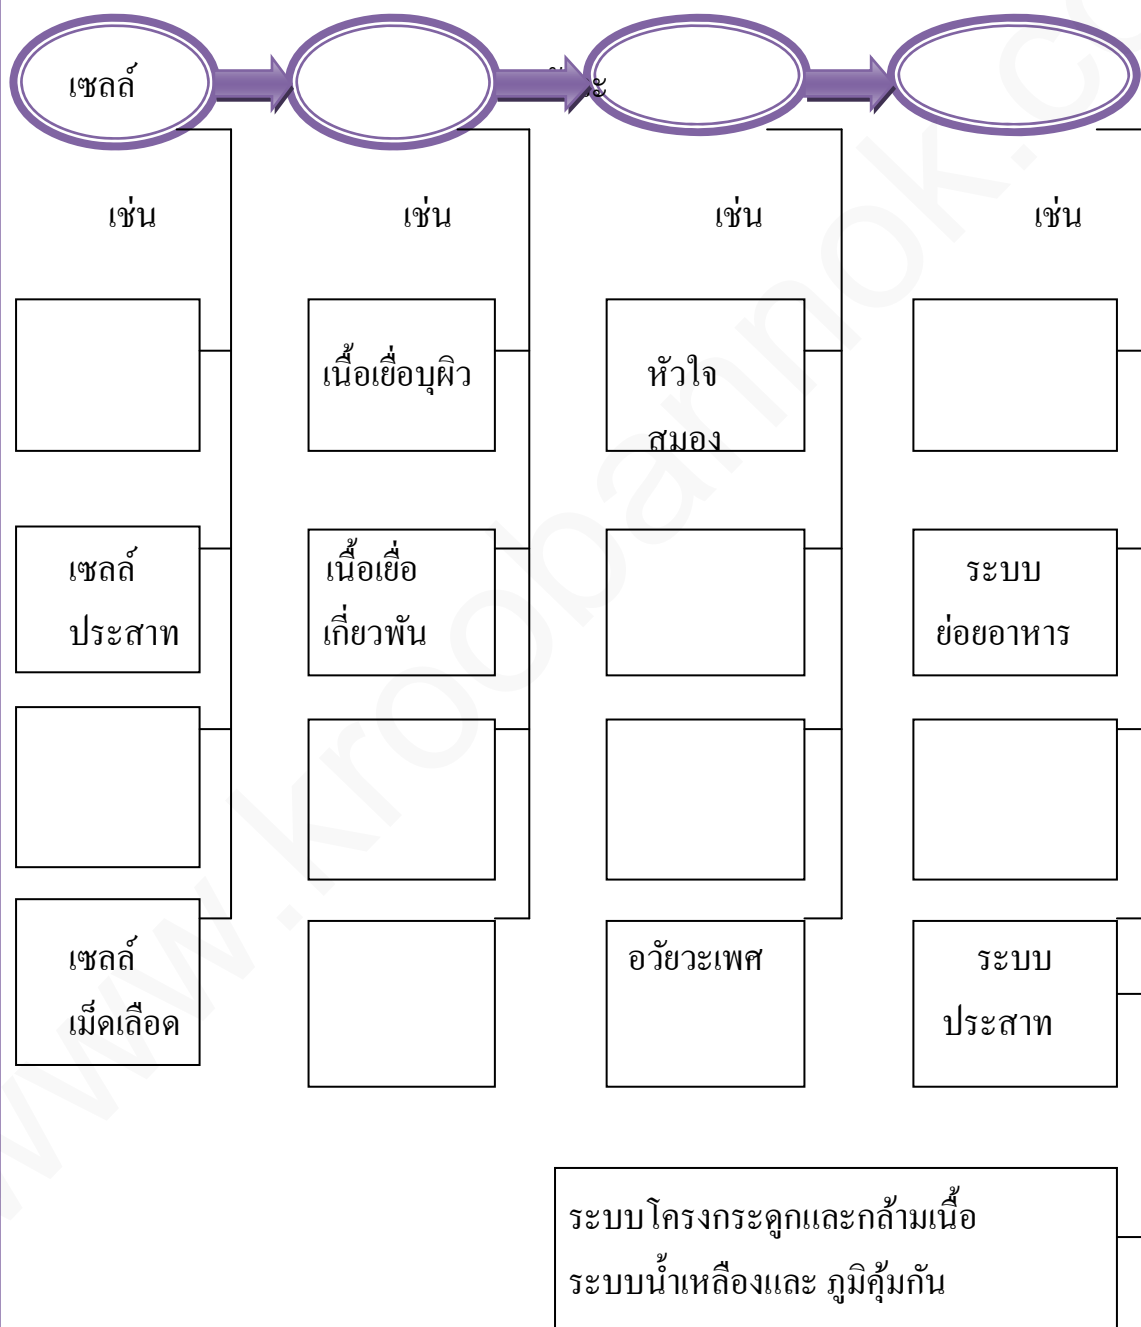 เซลล์
เช่น
เช่น
เช่น
เช่น
เนื้อเยื่อบุผิว
หัวใจ
สมอง
เซลล์
ประสาท
เนื้อเยื่อ
เกี่ยวพัน
ระบบ
ย่อยอาหาร
เซลล์
เม็ดเลือด
อวัยวะเพศ
ระบบ
ประสาท
ระบบโครงกระดูกและกล้ามเนื้อ
ระบบน้ำเหลืองและ ภูมิคุ้มกัน